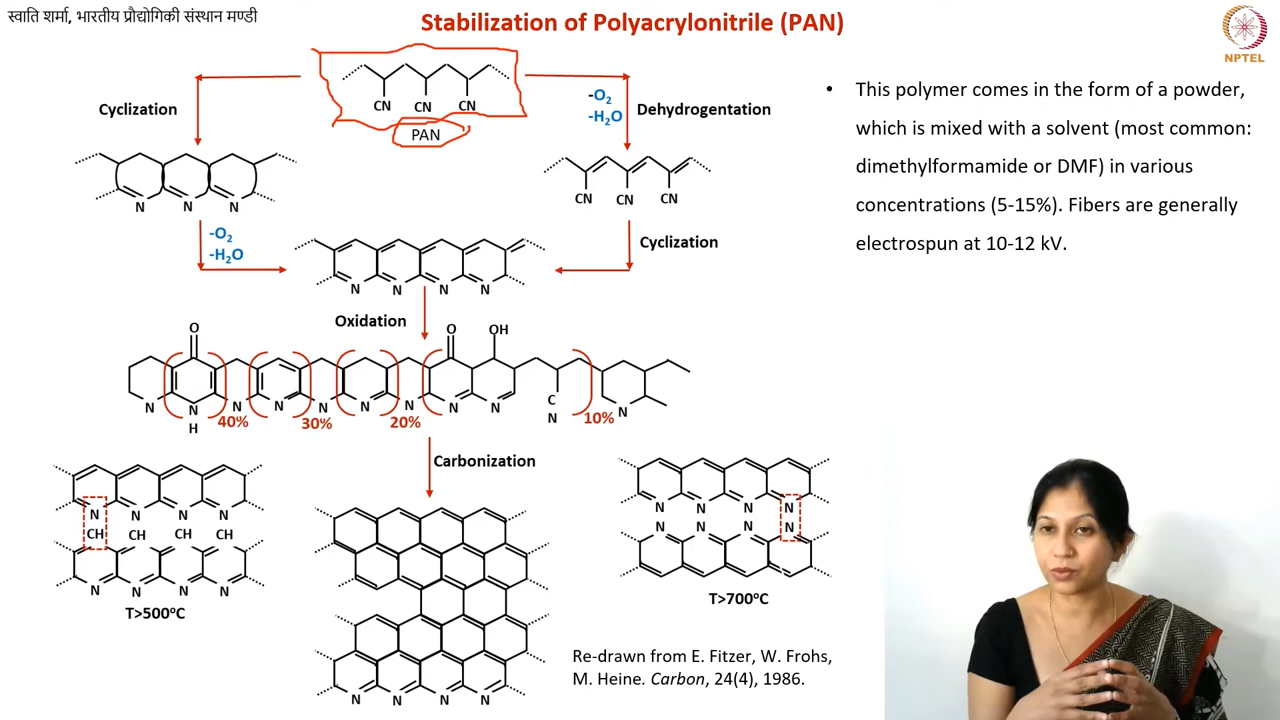 स्वाति शर्मा, भारतीय प्रौद्योगिकी संस्थान मण्डी
Stabilization of Polyacrylonitrile (PAN)
NPTEL
CN CN CN
PAN
Cyclization
-O2
-H2O
Dehydrogentation
N N N
CN CN CN
-O2
-H2O
Cyclization
N N N N
Oxidation
O O OH
N N H N N N N N N N C N N
40% 30% 20% 10%
Carbonization
N N N N
CH CH CH CH
N N N N
T>500°C
N N N N
N N N N
T>700°C
N N N N
Re-drawn from E. Fitzer, W. Frohs,
M. Heine. Carbon, 24(4), 1986.
• This polymer comes in the form of a powder,
which is mixed with a solvent (most common:
dimethylformamide or DMF) in various
concentrations (5-15%). Fibers are generally
electrospun at 10-12 kV.